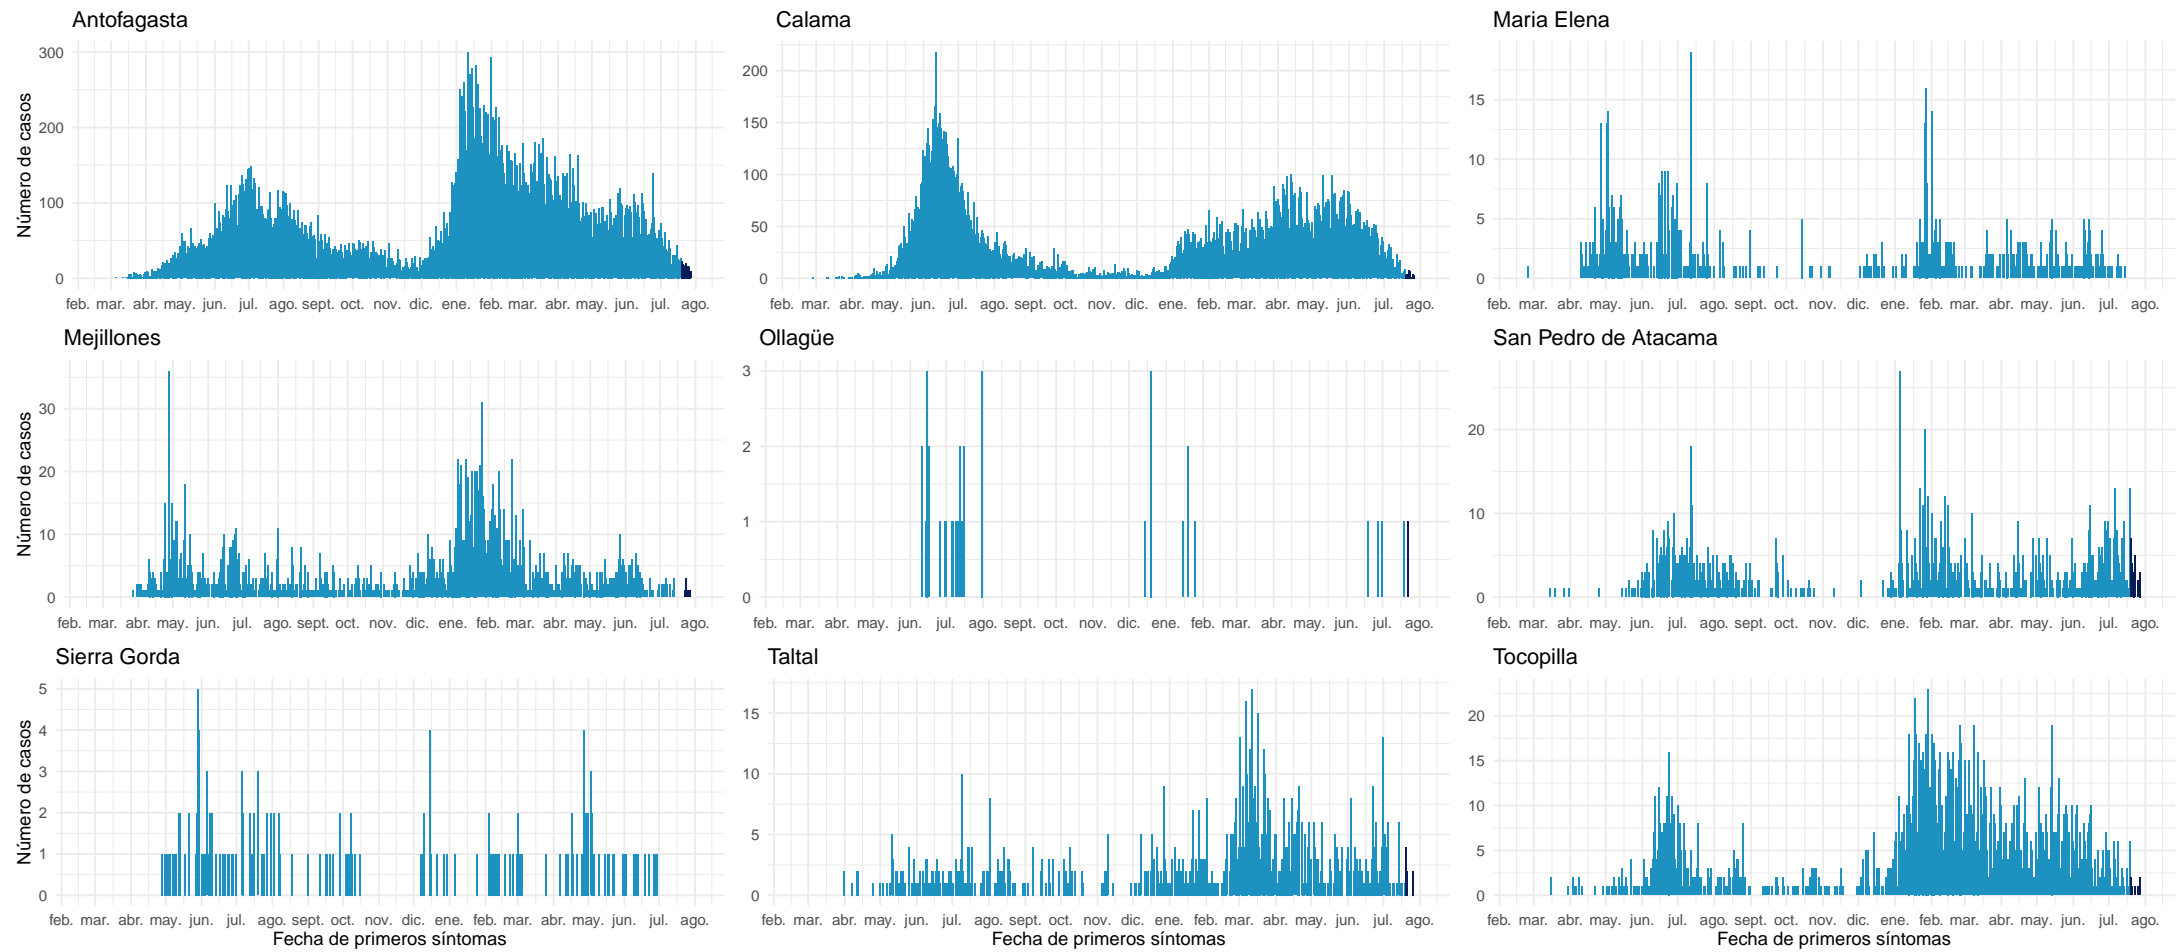 Antofagasta
Número de casos
300
200
100
0
feb. mar. abr. may. jun. jul. ago. sept. oct. nov. dic. ene. feb. mar. abr. may. jun. jul. ago.
Calama
200
150
100
50
0
feb. mar. abr. may. jun. jul. ago. sept. oct. nov. dic. ene. feb. mar. abr. may. jun. jul. ago.
Maria Elena
15
10
5
0
feb. mar. abr. may. jun. jul. ago. sept. oct. nov. dic. ene. feb. mar. abr. may. jun. jul. ago.
Mejillones
Número de casos
30
20
10
0
feb. mar. abr. may. jun. jul. ago. sept. oct. nov. dic. ene. feb. mar. abr. may. jun. jul. ago.
Ollagüe
3
2
1
0
feb. mar. abr. may. jun. jul. ago. sept. oct. nov. dic. ene. feb. mar. abr. may. jun. jul. ago.
San Pedro de Atacama
20
10
0
feb. mar. abr. may. jun. jul. ago. sept. oct. nov. dic. ene. feb. mar. abr. may. jun. jul. ago.
Sierra Gorda
Número de casos
5
4
3
2
1
0
feb. mar. abr. may. jun. jul. ago. sept. oct. nov. dic. ene. feb. mar. abr. may. jun. jul. ago.
Fecha de primeros síntomas
Taltal
15
10
5
0
feb. mar. abr. may. jun. jul. ago. sept. oct. nov. dic. ene. feb. mar. abr. may. jun. jul. ago.
Fecha de primeros síntomas
Tocopilla
20
15
10
5
0
feb. mar. abr. may. jun. jul. ago. sept. oct. nov. dic. ene. feb. mar. abr. may. jun. jul. ago.
Fecha de primeros síntomas